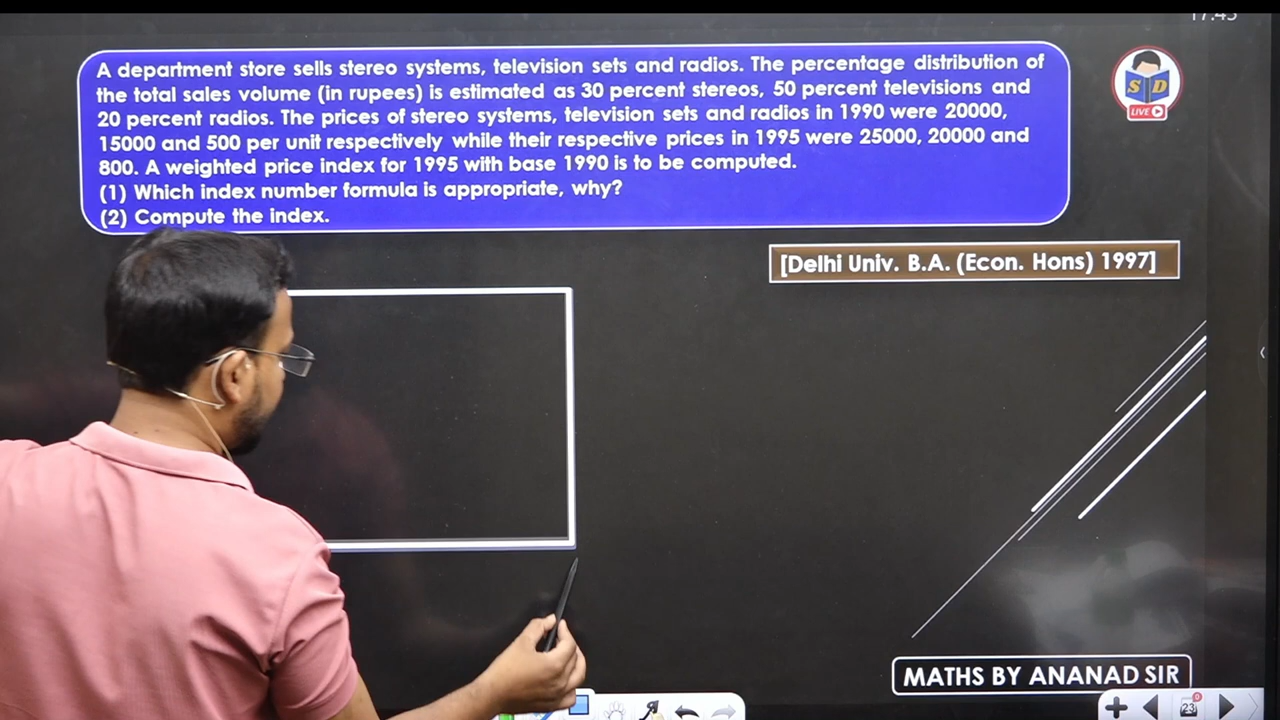 17:45
A department store sells stereo systems, television sets and radios. The percentage distribution of
the total sales volume (in rupees) is estimated as 30 percent stereos, 50 percent televisions and
20 percent radios. The prices of stereo systems, television sets and radios in 1990 were 20000,
15000 and 500 per unit respectively while their respective prices in 1995 were 25000, 20000 and
800. A weighted price index for 1995 with base 1990 is to be computed.
(1) Which index number formula is appropriate, why?
(2) Compute the index.
S D
LIVE
[Delhi Univ. B.A. (Econ. Hons) 1997]
MATHS BY ANANAD SIR
23